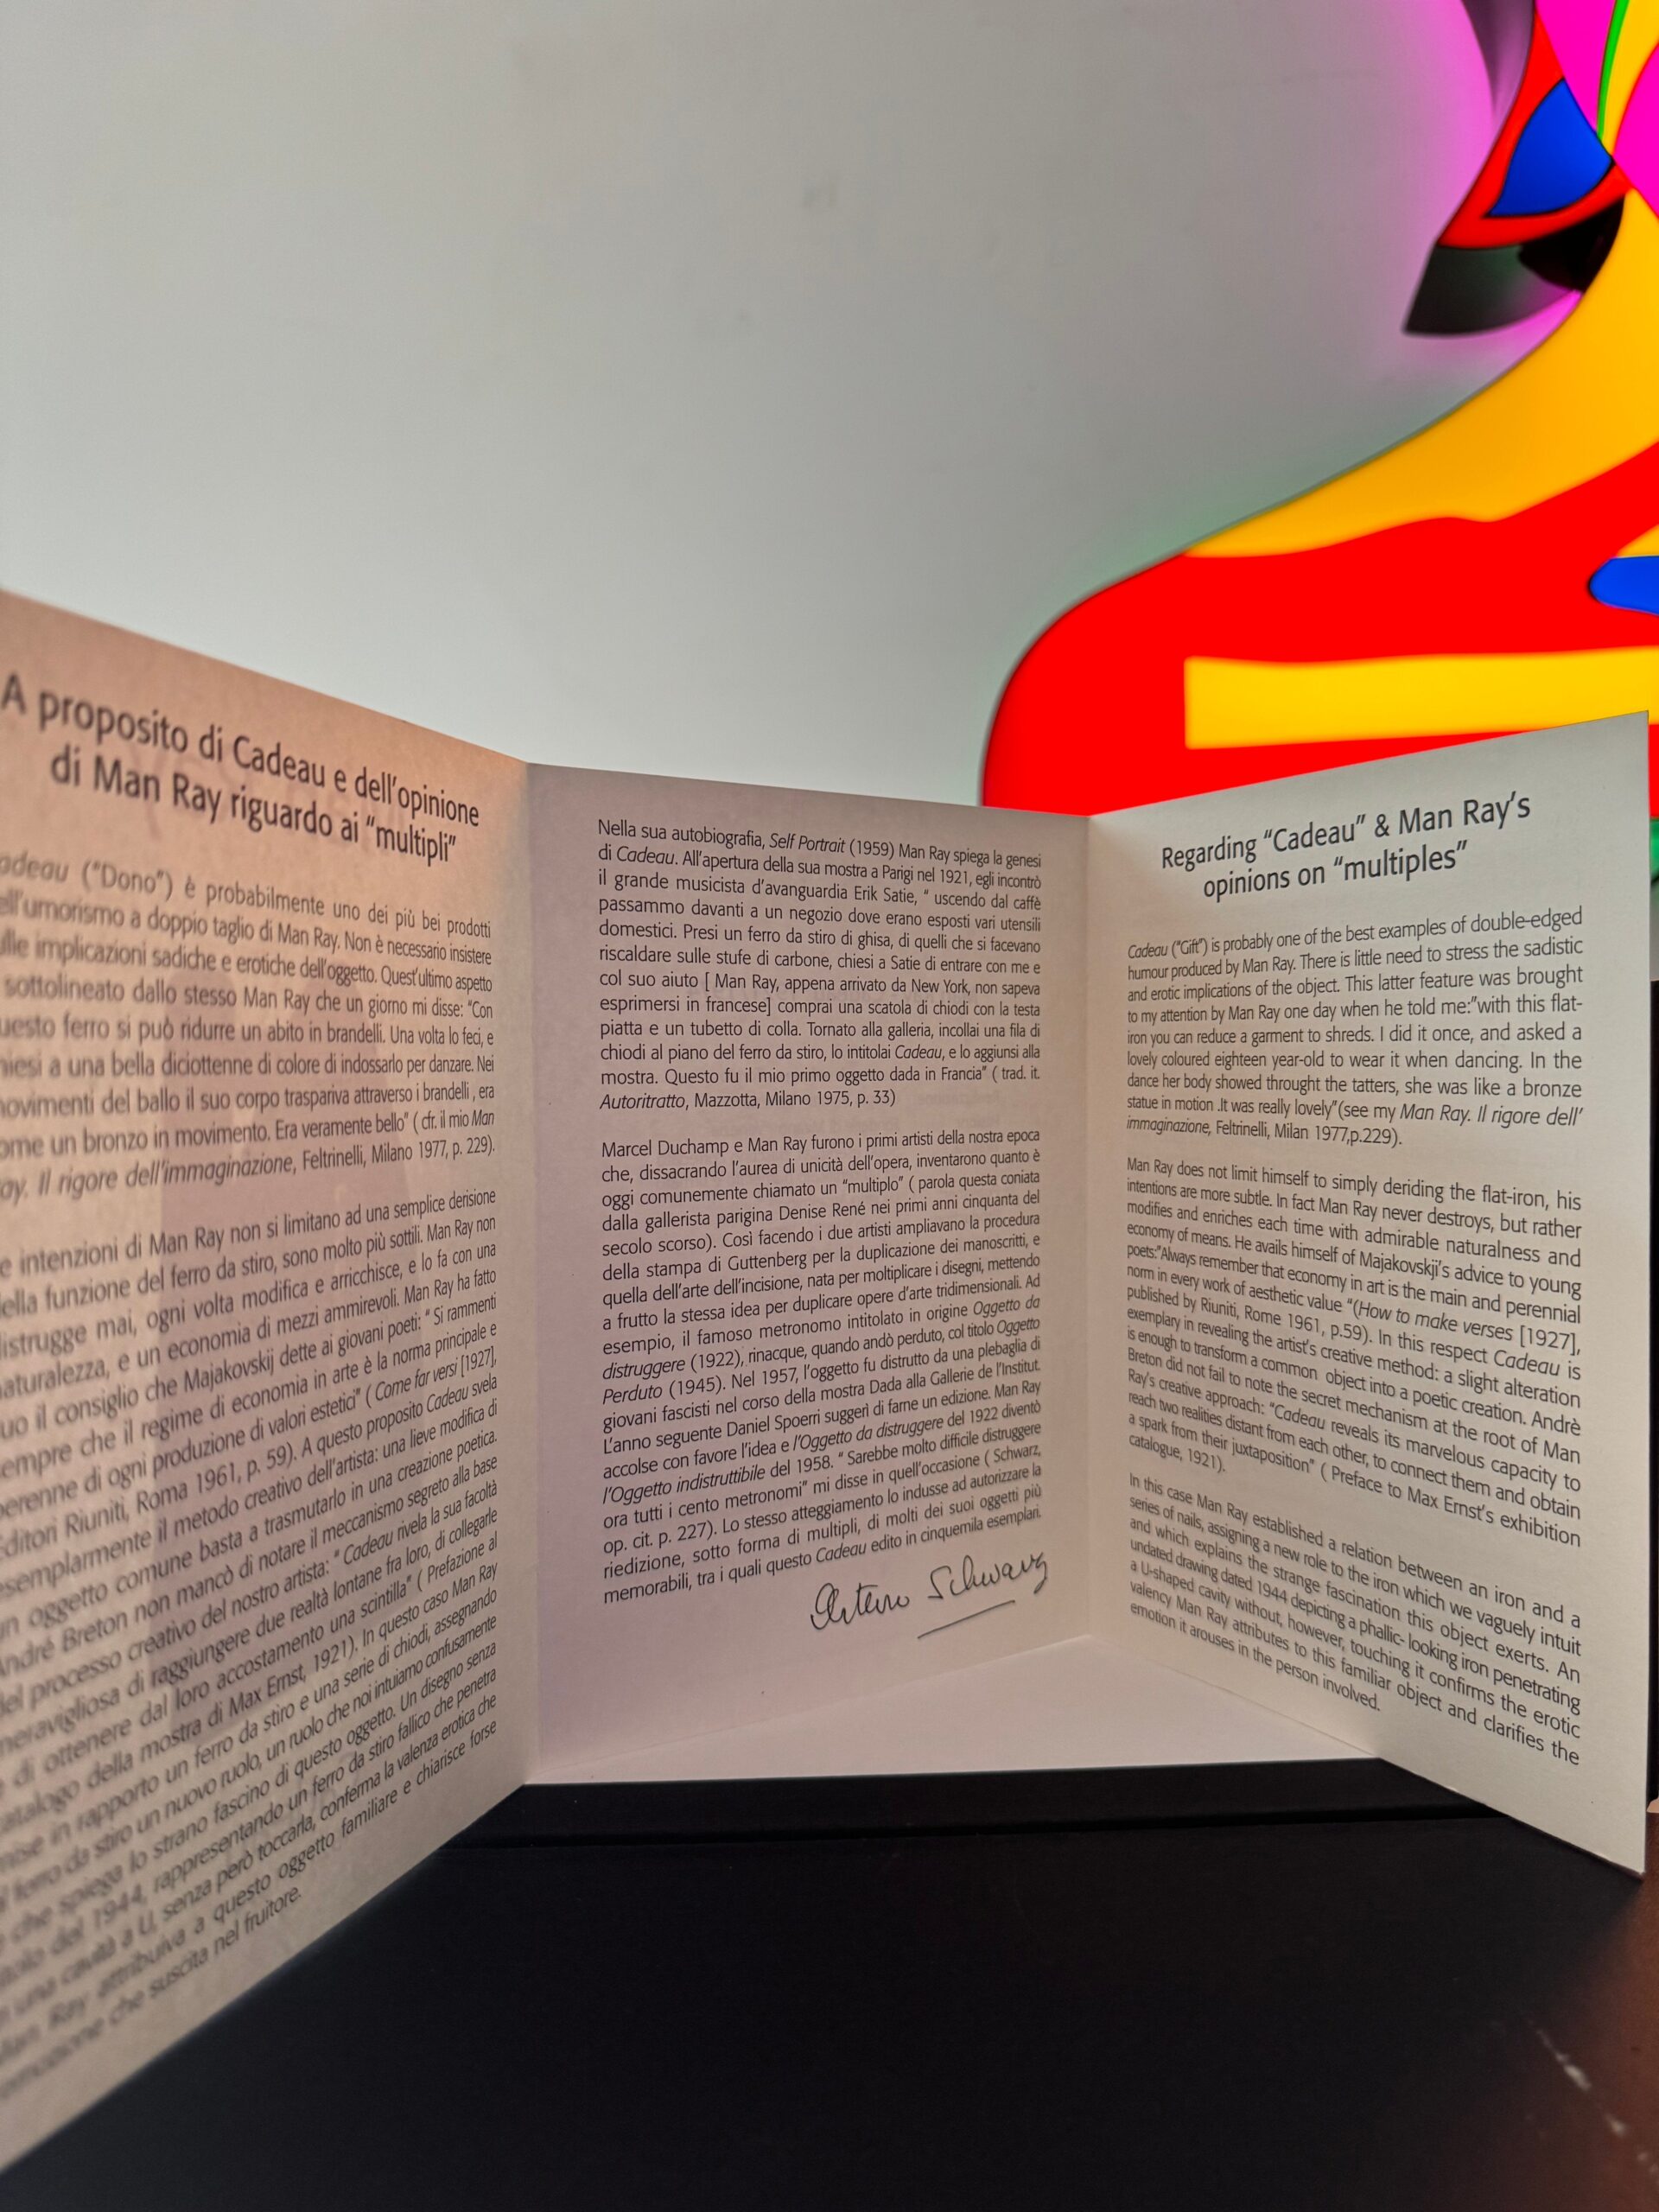 A proposito di Cadeau e dell'opinione
di Man Ray riguardo ai "multipli"
("Dono") è probabilmente uno dei più bei prodotti
umorismo a doppio taglio di Man Ray. Non è necessario insistere
implicazioni sadiche e erotiche dell'oggetto. Quest'ultimo aspetto
sottolineato dallo stesso Man Ray che un giorno mi disse: "Con
ferro si può ridurre un abito in brandelli. Una volta lo feci, e
a una bella diciottenne di colore di indossarlo per danzare. Nei
del ballo il suo corpo traspariva attraverso i brandelli , era
un bronzo in movimento. Era veramente bello" ( cfr. il mio Man
Il rigore dell'immaginazione, Feltrinelli, Milano 1977, p. 229).
intenzioni di Man Ray non si limitano ad una semplice derisione
funzione del ferro da stiro, sono molto più sottili. Man Ray non
mai, ogni volta modifica e arricchisce, e lo fa con una
e un economia di mezzi ammirevoli. Man Ray ha fatto
il consiglio che Majakovskij dette ai giovani poeti: " Si rammenti
che il regime di economia in arte è la norma principale e
di ogni produzione di valori estetici" ( Come far versi [1927],
Riuniti, Roma 1961, p. 59). A questo proposito Cadeau svela
il metodo creativo dell'artista: una lieve modifica di
oggetto comune basta a trasmutarlo in una creazione poetica.
André Breton non mancò di notare il meccanismo segreto alla base
processo creativo del nostro artista: " Cadeau rivela la sua facoltà
di raggiungere due realtà lontane fra loro, di collegarle
di ottenere dal loro accostamento una scintilla" ( Prefazione al
della mostra di Max Ernst, 1921). In questo caso Man Ray
in rapporto un ferro da stiro e una serie di chiodi, assegnando
ferro da stiro un nuovo ruolo, un ruolo che noi intuiamo confusamente
che spiega lo strano fascino di questo oggetto. Un disegno senza
del 1944, rappresentando un ferro da stiro fallico che penetra
una cavità a U, senza però toccarla, conferma la valenza erotica che
Man Ray attribuiva a questo oggetto familiare e chiarisce forse
che suscita nel fruitore.
Nella sua autobiografia, Self Portrait (1959) Man Ray spiega la genesi
di Cadeau. All'apertura della sua mostra a Parigi nel 1921, egli incontrò
il grande musicista d'avanguardia Erik Satie, " uscendo dal caffè
passammo davanti a un negozio dove erano esposti vari utensili
domestici. Presi un ferro da stiro di ghisa, di quelli che si facevano
riscaldare sulle stufe di carbone, chiesi a Satie di entrare con me e
col suo aiuto [ Man Ray, appena arrivato da New York, non sapeva
esprimersi in francese] comprai una scatola di chiodi con la testa
piatta e un tubetto di colla. Tornato alla galleria, incollai una fila di
chiodi al piano del ferro da stiro, lo intitolai Cadeau, e lo aggiunsi alla
mostra. Questo fu il mio primo oggetto dada in Francia" ( trad. it.
Autoritratto, Mazzotta, Milano 1975, p. 33)
Marcel Duchamp e Man Ray furono i primi artisti della nostra epoca
che, dissacrando l'aurea di unicità dell'opera, inventarono quanto è
oggi comunemente chiamato un "multiplo" ( parola questa coniata
dalla gallerista parigina Denise René nei primi anni cinquanta del
secolo scorso). Così facendo i due artisti ampliavano la procedura
della stampa di Guttenberg per la duplicazione dei manoscritti, e
quella dell'arte dell'incisione, nata per moltiplicare i disegni, mettendo
a frutto la stessa idea per duplicare opere d'arte tridimensionali. Ad
esempio, il famoso metronomo intitolato in origine Oggetto da
distruggere (1922), rinacque, quando andò perduto, col titolo Oggetto
Perduto (1945). Nel 1957, l'oggetto fu distrutto da una plebaglia di
giovani fascisti nel corso della mostra Dada alla Gallerie de l'Institut.
L'anno seguente Daniel Spoerri suggerì di farne un edizione. Man Ray
accolse con favore l'idea e l'Oggetto da distruggere del 1922 diventò
l'Oggetto indistruttibile del 1958. " Sarebbe molto difficile distruggere
ora tutti i cento metronomi" mi disse in quell'occasione ( Schwarz,
op. cit. p. 227). Lo stesso atteggiamento lo indusse ad autorizzare la
riedizione, sotto forma di multipli, di molti dei suoi oggetti più
memorabili, tra i quali questo Cadeau edito in cinquemila esemplari.
Arturo Schwarz
Regarding "Cadeau" & Man Ray's
opinions on "multiples"
Cadeau ("Gift") is probably one of the best examples of double-edged
humour produced by Man Ray. There is little need to stress the sadistic
and erotic implications of the object. This latter feature was brought
to my attention by Man Ray one day when he told me:"with this flat-
iron you can reduce a garment to shreds. I did it once, and asked a
lovely coloured eighteen year-old to wear it when dancing. In the
dance her body showed throught the tatters, she was like a bronze
statue in motion .It was really lovely"(see my Man Ray. Il rigore dell'
immaginazione, Feltrinelli, Milan 1977,p.229).
Man Ray does not limit himself to simply deriding the flat-iron, his
intentions are more subtle. In fact Man Ray never destroys, but rather
modifies and enriches each time with admirable naturalness and
economy of means. He avails himself of Majakovskji's advice to young
poets:"Always remember that economy in art is the main and perennial
norm in every work of aesthetic value "(How to make verses [1927],
published by Riuniti, Rome 1961, p.59). In this respect Cadeau is
exemplary in revealing the artist's creative method: a slight alteration
is enough to transform a common object into a poetic creation. Andrè
Breton did not fail to note the secret mechanism at the root of Man
Ray's creative approach: "Cadeau reveals its marvelous capacity to
reach two realities distant from each other, to connect them and obtain
a spark from their juxtaposition" ( Preface to Max Ernst's exhibition
catalogue, 1921).
In this case Man Ray established a relation between an iron and a
series of nails, assigning a new role to the iron which we vaguely intuit
and which explains the strange fascination this object exerts. An
undated drawing dated 1944 depicting a phallic- looking iron penetrating
a U-shaped cavity without, however, touching it confirms the erotic
valency Man Ray attributes to this familiar object and clarifies the
emotion it arouses in the person involved.